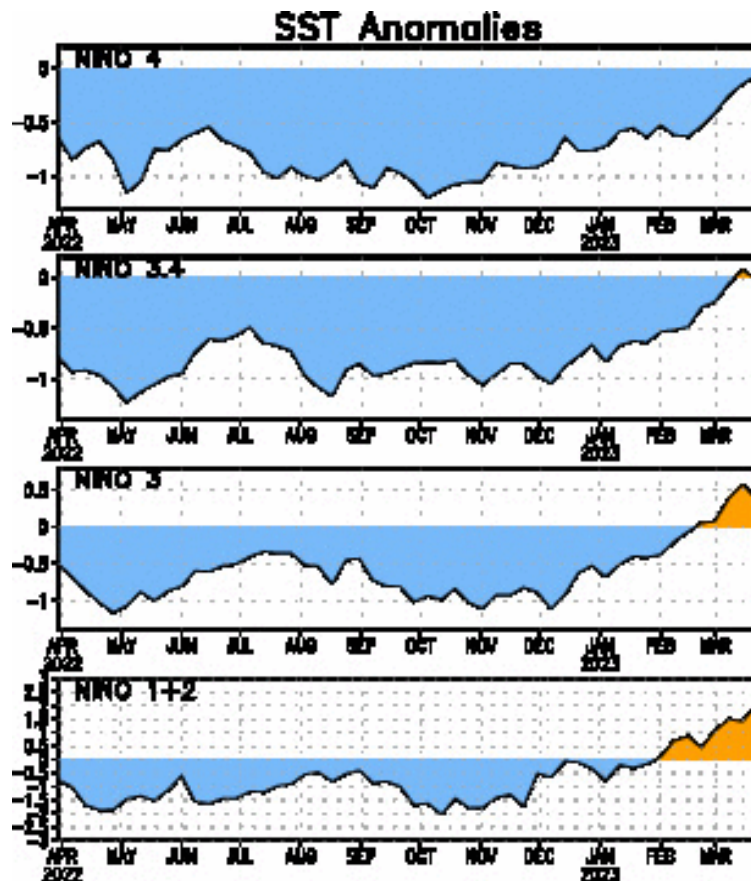 SST Anomalies
NINO 4
0
-0.5
-1
APR MAY JUN JUL AUG SEP OCT NOV DEC JAN FEB MAR
2022 2023
NINO 3.4
0
-0.5
-1
APR MAY JUN JUL AUG SEP OCT NOV DEC JAN FEB MAR
2022 2023
NINO 3
0.5
0
-0.5
-1
APR MAY JUN JUL AUG SEP OCT NOV DEC JAN FEB MAR
2022 2023
NINO 1+2
APR MAY JUN JUL AUG SEP OCT NOV DEC JAN FEB MAR
2022 2023